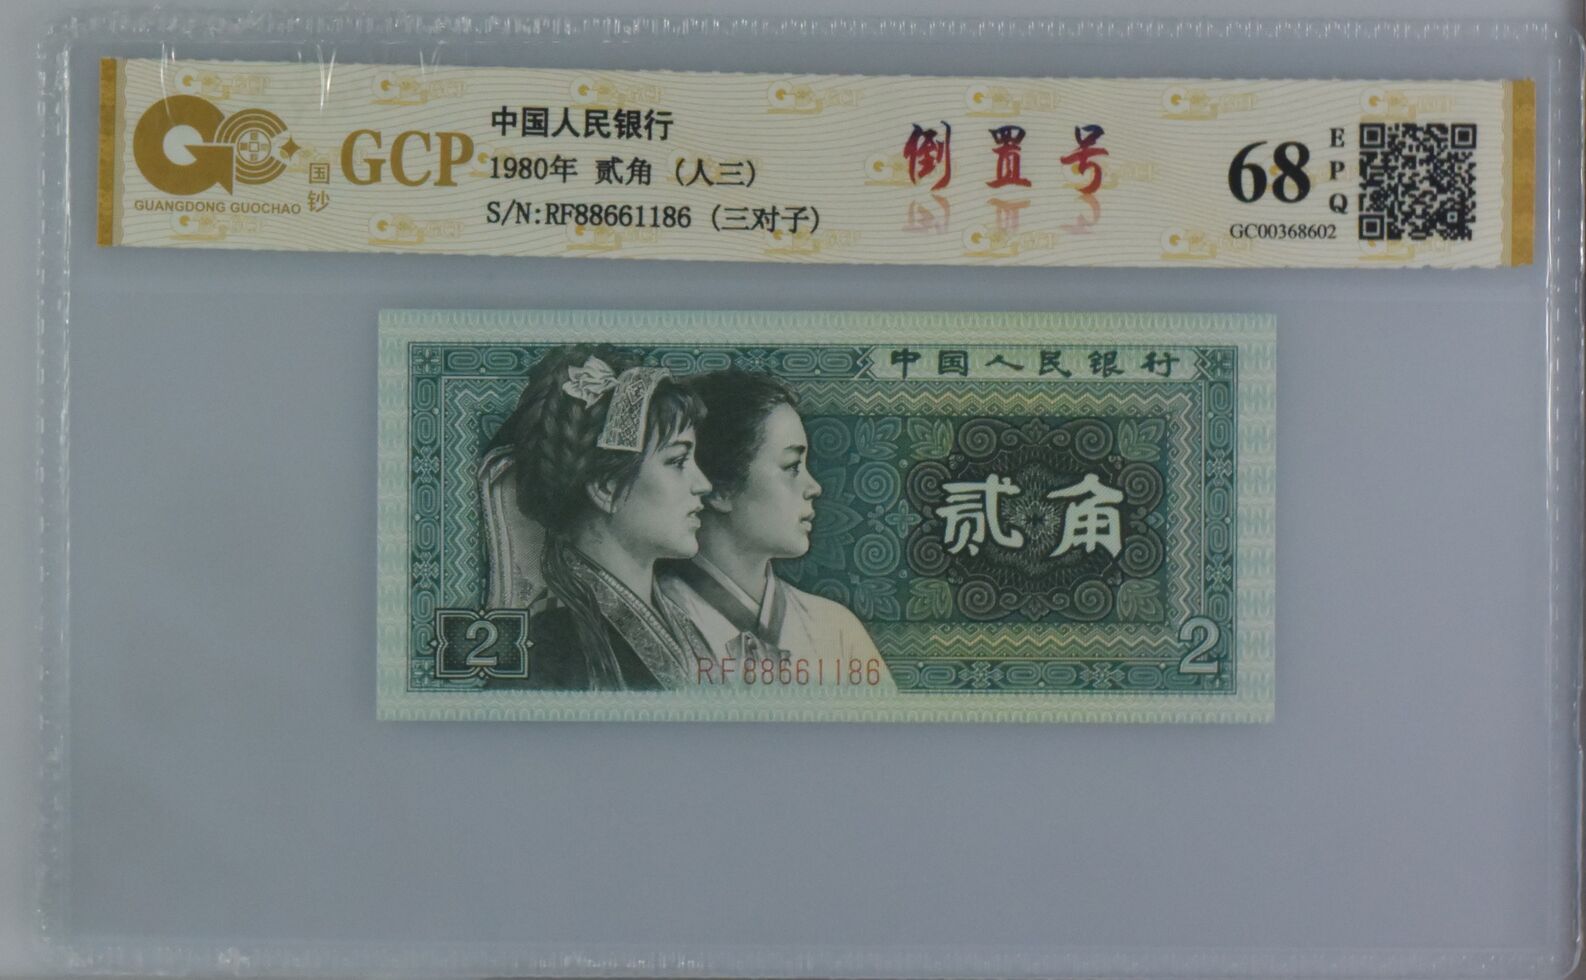 GUANGDONG GUOCHAO
国钞
GCP
中国人民银行
1980年 贰角 (人三)
S/N:RF88661186 (三对子)
倒置号
68
EPQ
GC00368602
中国人民银行
贰角
2
2
RF88661186